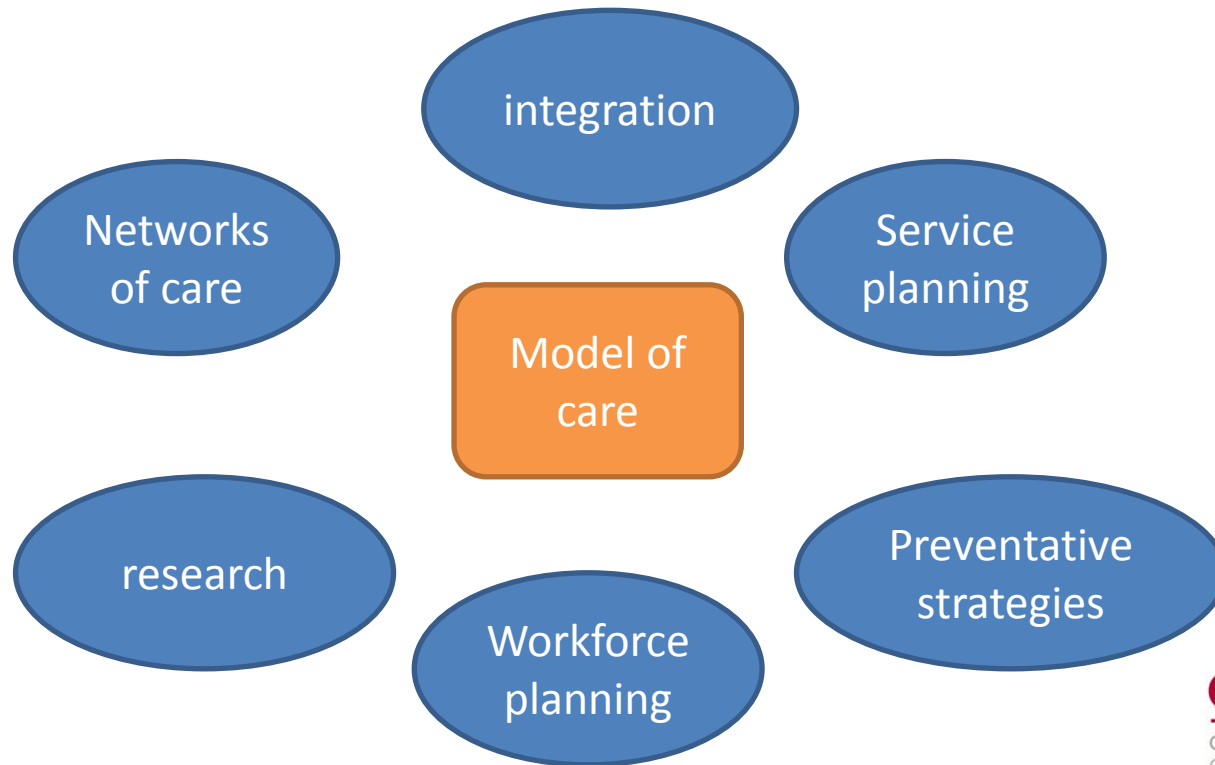 integration
Networks
of care
Service
planning
Model of
care
research
Preventative
strategies
Workforce
planning